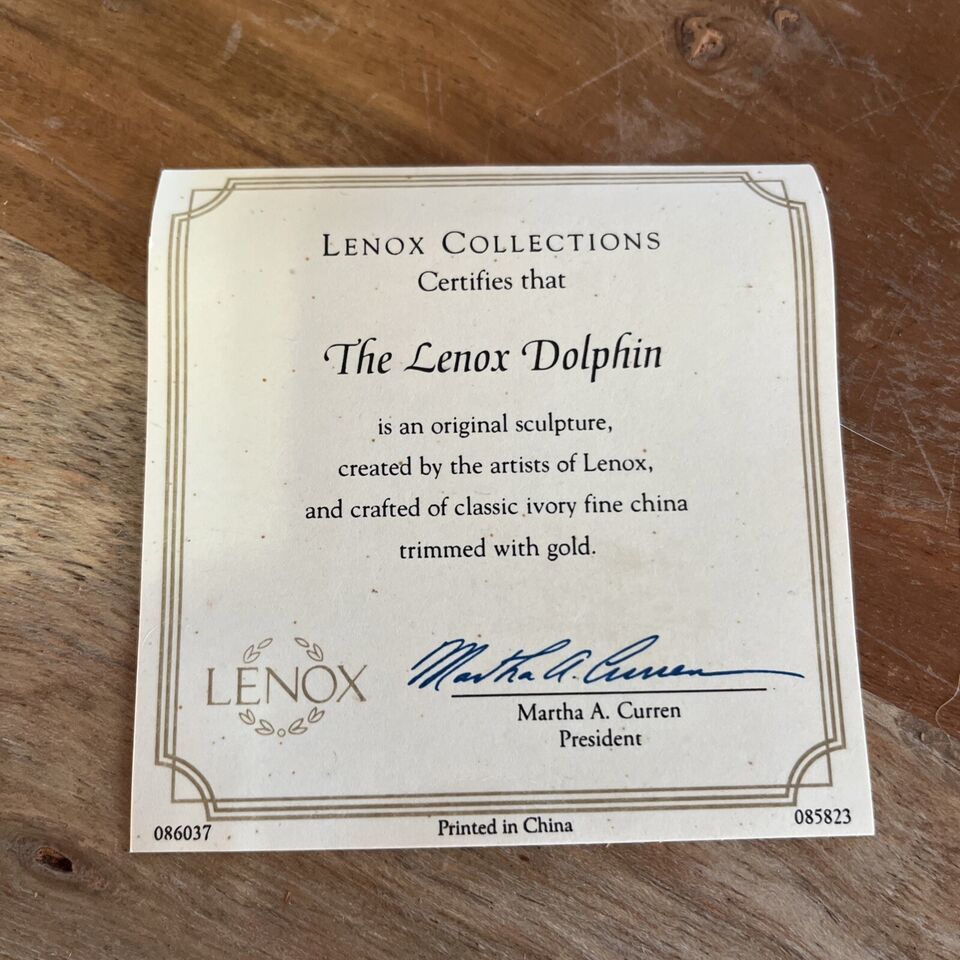 LENOX COLLECTIONS
Certifies that
The Lenox Dolphin
is an original sculpture,
created by the artists of Lenox,
and crafted of classic ivory fine china
trimmed with gold.
LENOX
Martha A. Curren
Martha A. Curren
President
086037
Printed in China
085823